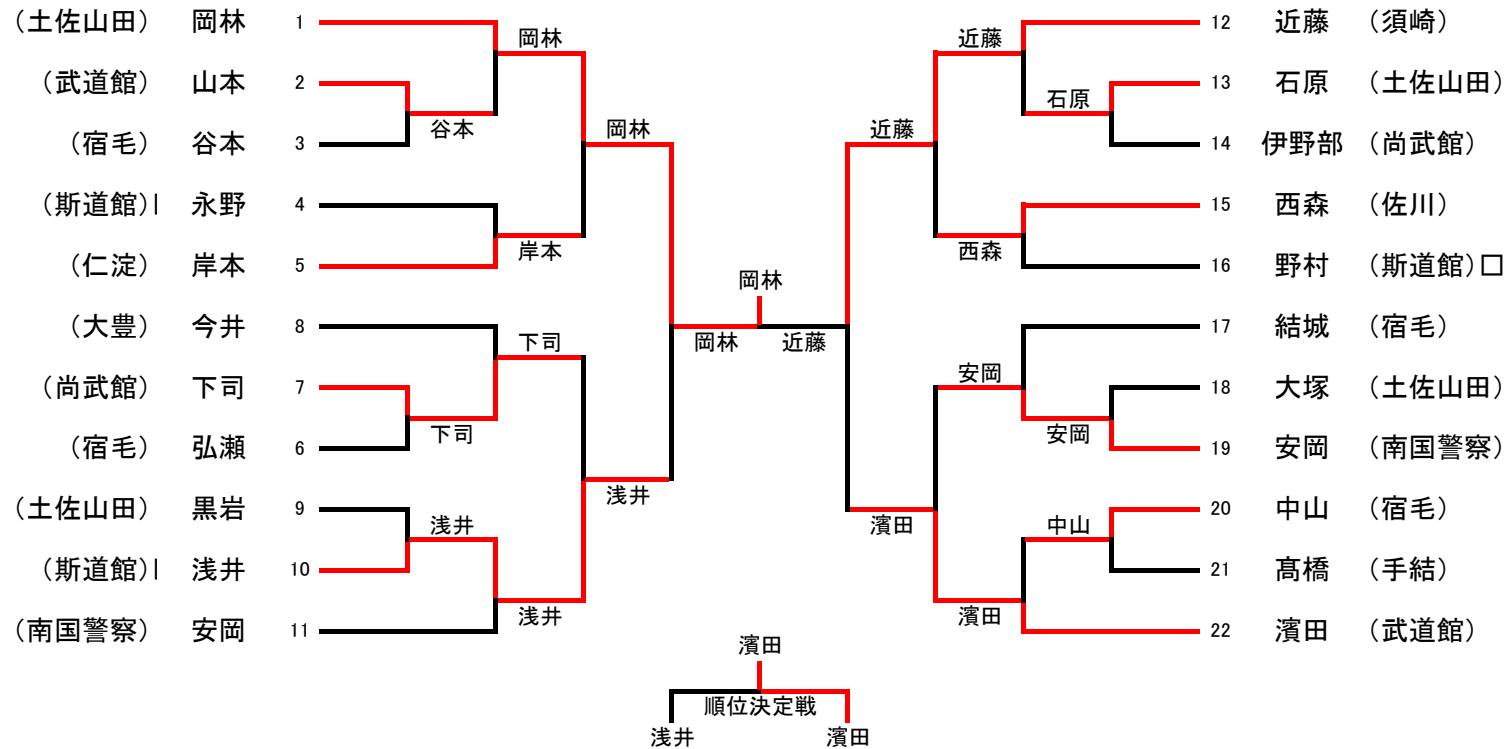 （土佐山田） 岡林 1
（武道館） 山本 2
（宿毛） 谷本 3
（斯道館）| 永野 4
（仁淀） 岸本 5
（大豊） 今井 8
（尚武館） 下司 7
（宿毛） 弘瀬 6
（土佐山田） 黒岩 9
（斯道館）| 浅井 10
（南国警察） 安岡 11
岡林
谷本
岸本
下司
下司
浅井
浅井
岡林
浅井
岡林
岡林
近藤
近藤
濱田
近藤
西森
安岡
濱田
石原
安岡
中山
12 近藤 （須崎）
13 石原 （土佐山田）
14 伊野部 （尚武館）
15 西森 （佐川）
16 野村 （斯道館）□
17 結城 （宿毛）
18 大塚 （土佐山田）
19 安岡 （南国警察）
20 中山 （宿毛）
21 髙橋 （手結）
22 濱田 （武道館）
濱田
順位決定戦
浅井 濱田